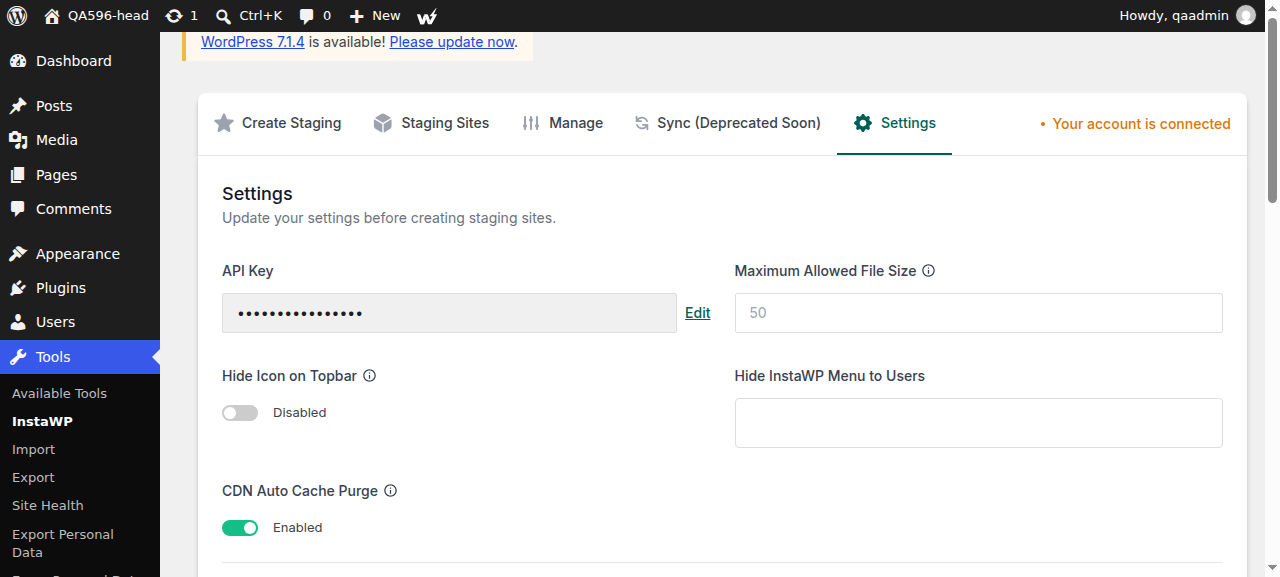 QA596-head 1 Ctrl+K 0 New Howdy, qaadmin
WordPress 7.1.4 is available! Please update now.
Dashboard
Posts
Media
Pages
Comments
Appearance
Plugins
Users
Tools
Available Tools
InstaWP
Import
Export
Site Health
Export Personal
Data
Create Staging Staging Sites Manage Sync (Deprecated Soon) Settings • Your account is connected
Settings
Update your settings before creating staging sites.
API Key
••••••••••••••••
Edit
Maximum Allowed File Size
50
Hide Icon on Topbar
Disabled
Hide InstaWP Menu to Users
CDN Auto Cache Purge
Enabled